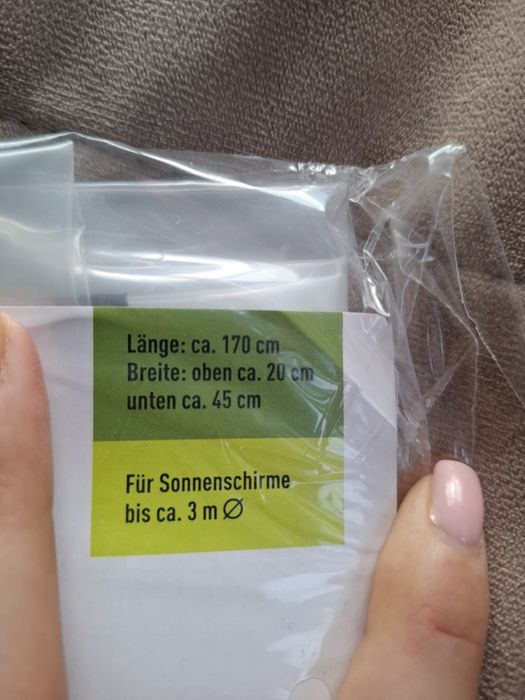 Länge: ca. 170 cm
Breite: oben ca. 20 cm
unten ca. 45 cm
Für Sonnenschirme
bis ca. 3 m Ø